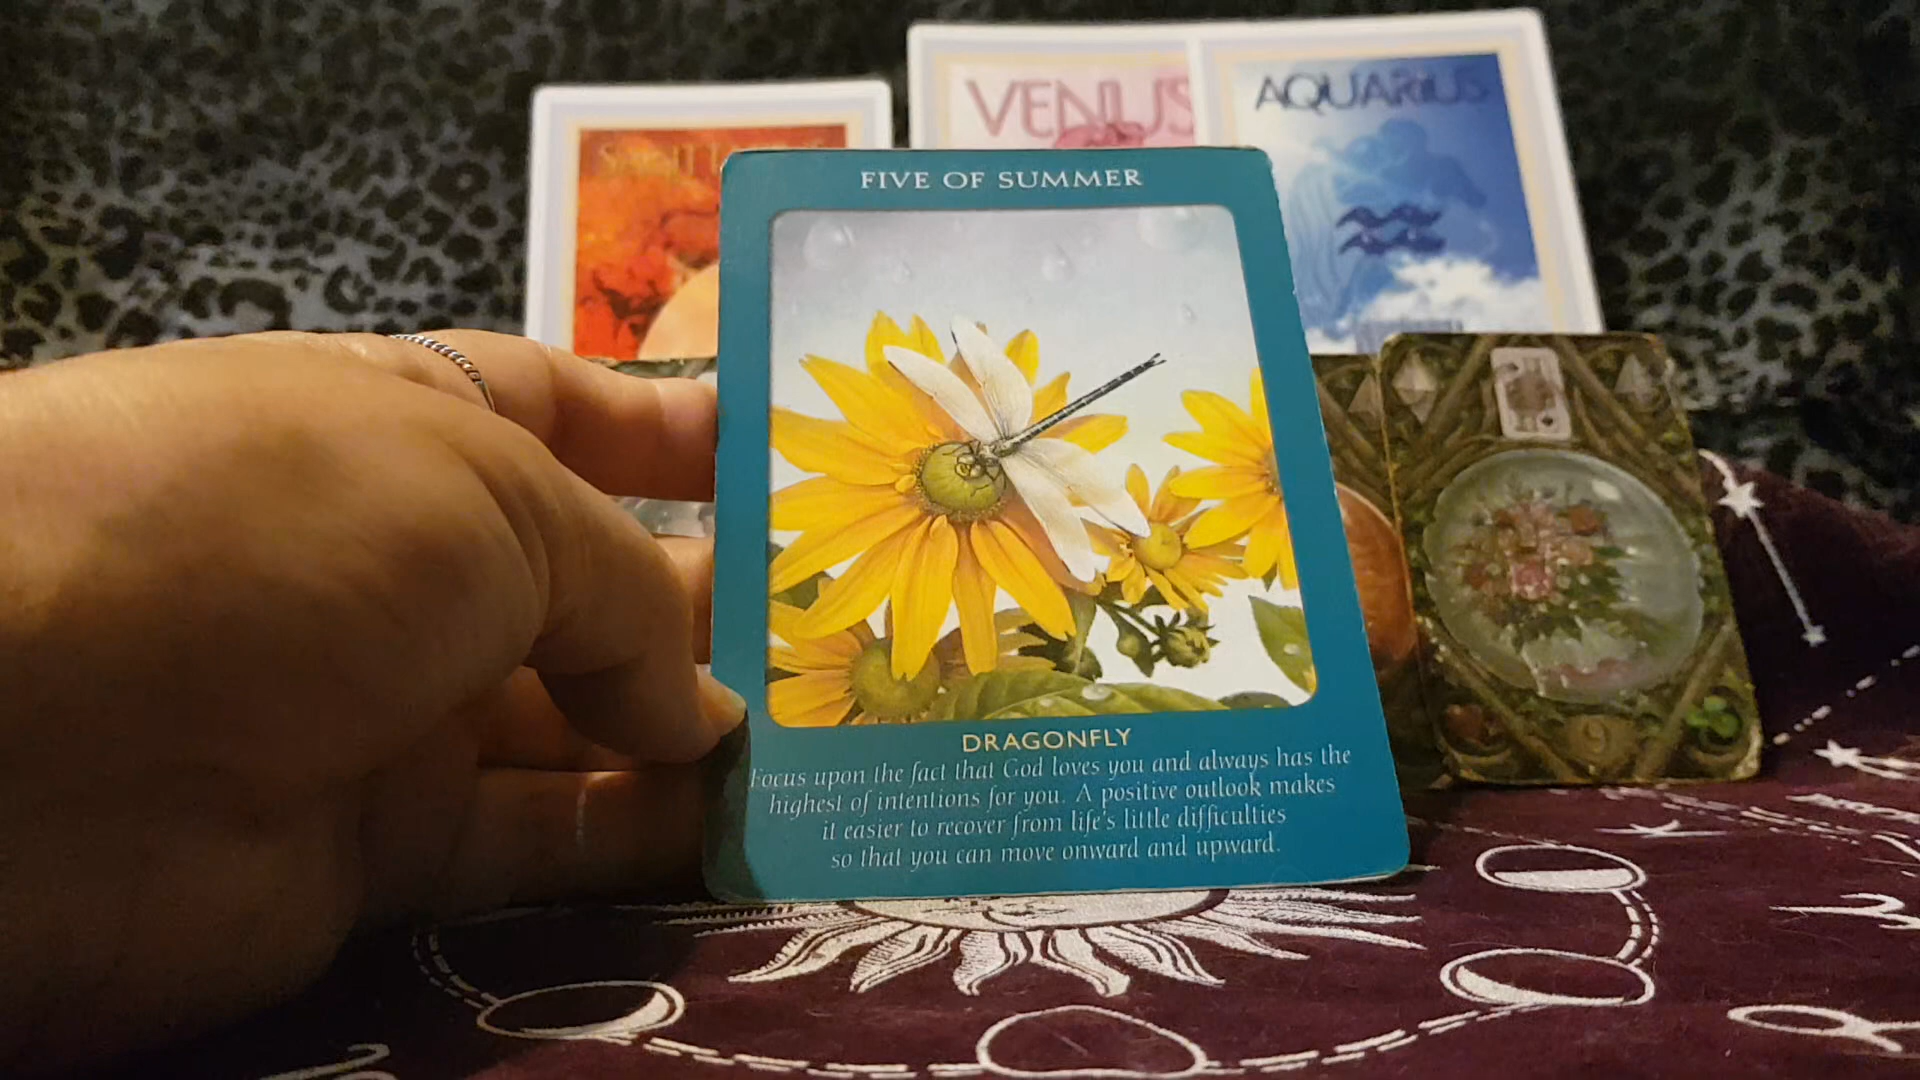 VENUS
AQUARIUS
FIVE OF SUMMER
DRAGONFLY
Focus upon the fact that God loves you and always has the
highest of intentions for you. A positive outlook makes
it easier to recover from life's little difficulties
so that you can move onward and upward.
9